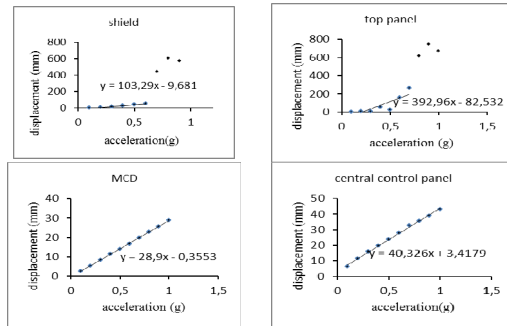 shield
displacement (mm)
800
600
400
200
0
y = 103,29x - 9,681
0
0,5
1
acceleration(g)
top panel
displacement (mm)
800
600
400
200
0
y = 392,96x - 82,532
0
0,5
1
1,5
acceleration(g)
MCD
displacement (mm)
40
30
20
10
0
y = 28,9x - 0,3553
0
0,5
1
1,5
acceleration(g)
central control panel
displacement (mm)
50
40
30
20
10
0
y = 40,326x + 3,4179
0
0,5
1
1,5
acceleration(g)